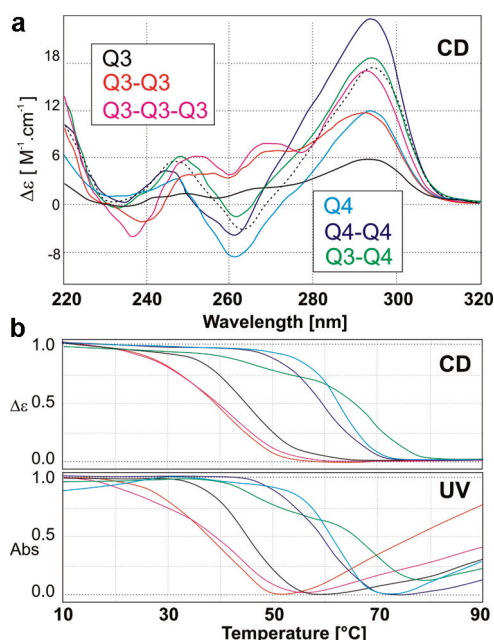 a
CD
Q3
Q3-Q3
Q3-Q3-Q3
Q4
Q4-Q4
Q3-Q4
Δε [ M⁻¹.cm⁻¹]
18
12
6
0
-8
220 240 260 280 300 320
Wavelength [nm]
b
CD
1.0
0.5
0.0
Δε
UV
1.0
0.5
0.0
Abs
10 30 50 70 90
Temperature [°C]